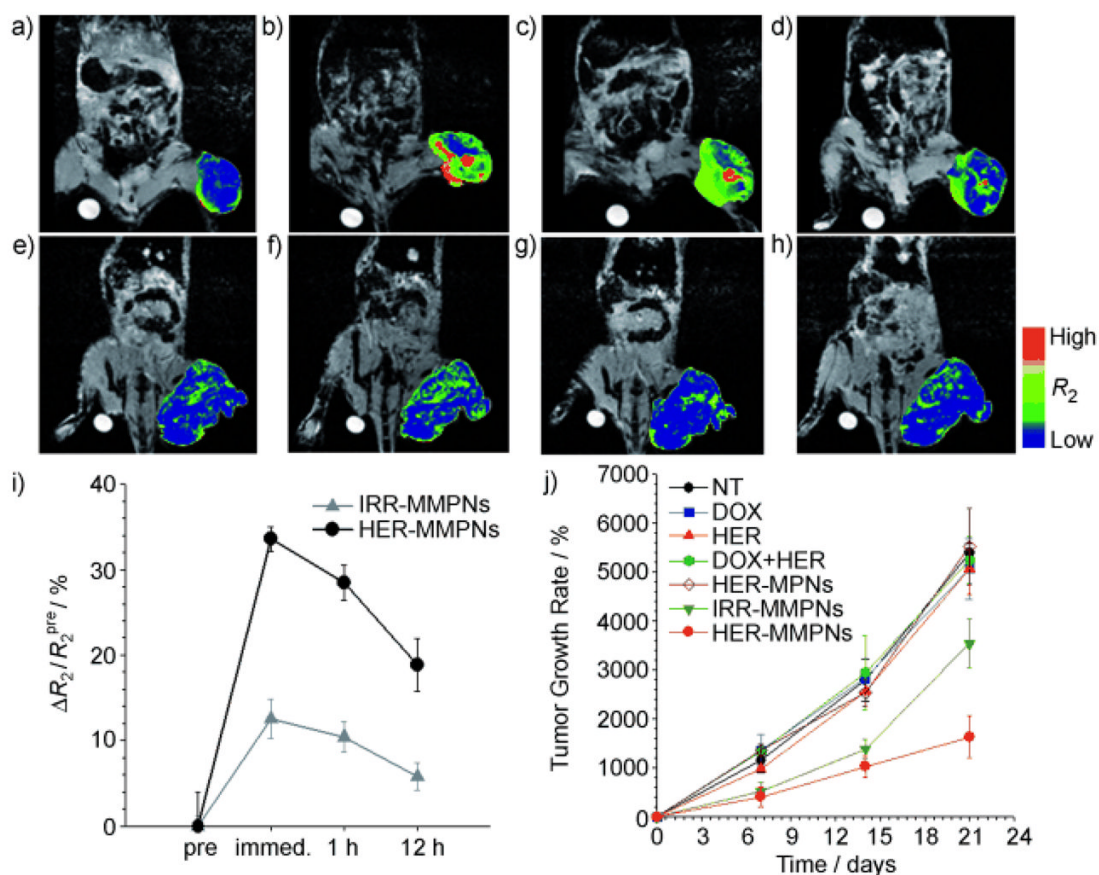 a) b) c) d)
e) f) g) h)
High
R2
Low
i)
40
30
20
10
0
ΔR2/R2pre / %
IRR-MMPNs
HER-MMPNs
pre immed. 1 h 12 h
j)
7000
6000
5000
4000
3000
2000
1000
0
Tumor Growth Rate / %
NT
DOX
HER
DOX+HER
HER-MPNs
IRR-MMPNs
HER-MMPNs
0 3 6 9 12 15 18 21 24
Time / days